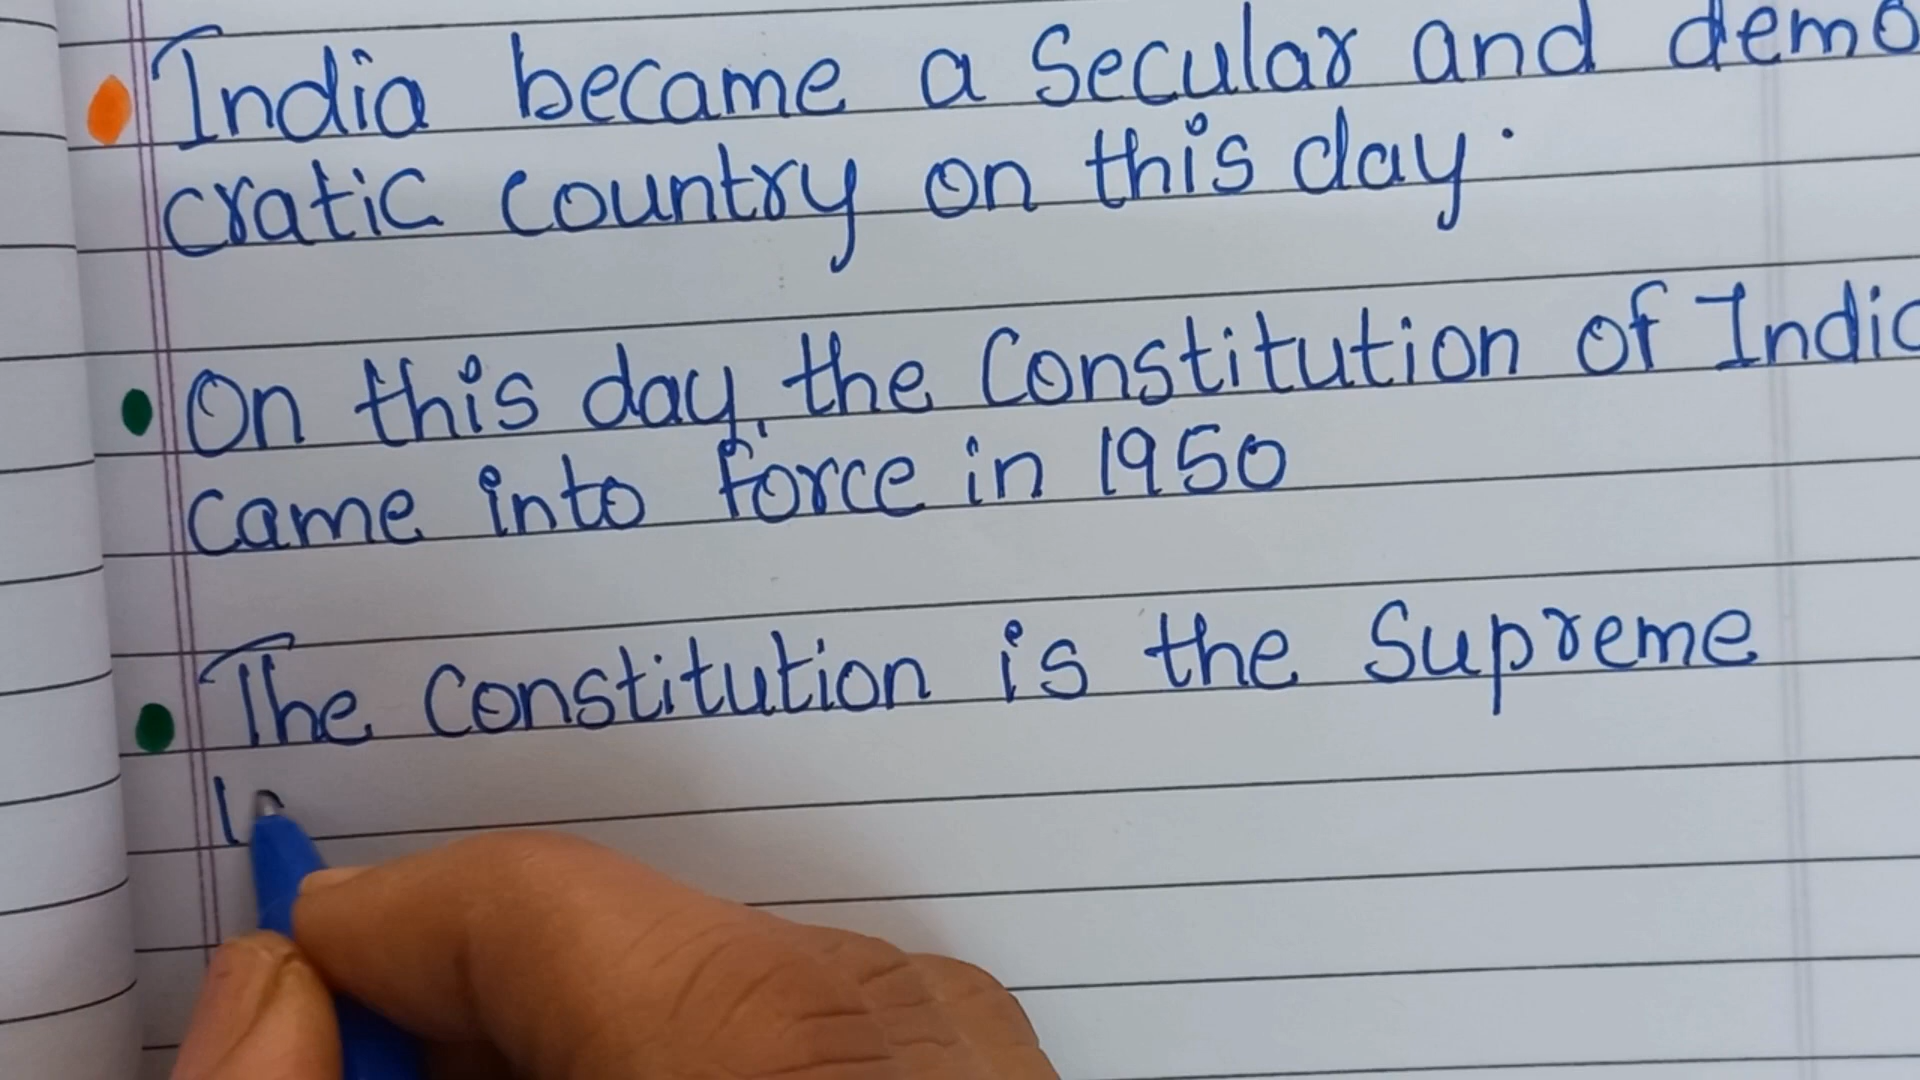 India became a Secular and demo
cratic country on this day.
On this day, the Constitution of India
came into force in 1950
The Constitution is the Supreme
l